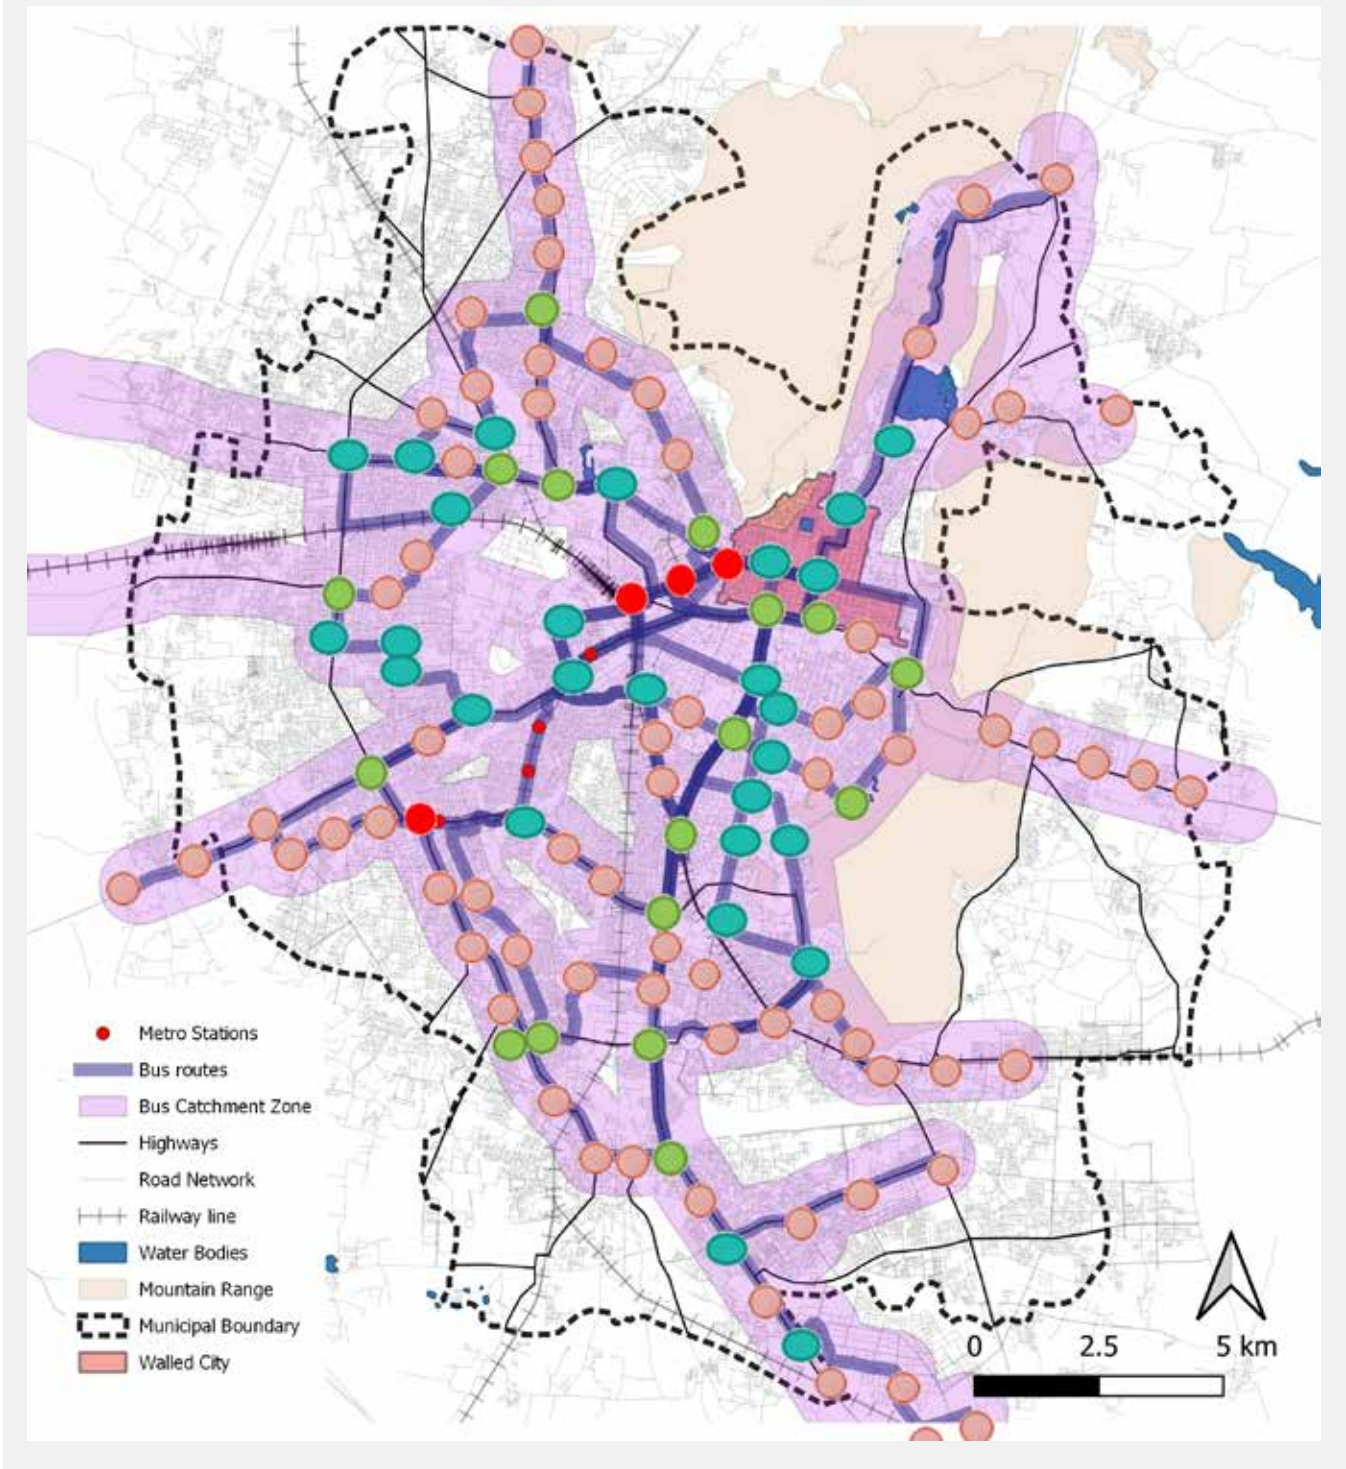 Metro Stations
Bus routes
Bus Catchment Zone
Highways
Road Network
Railway line
Water Bodies
Mountain Range
Municipal Boundary
Walled City
0 2.5 5 km